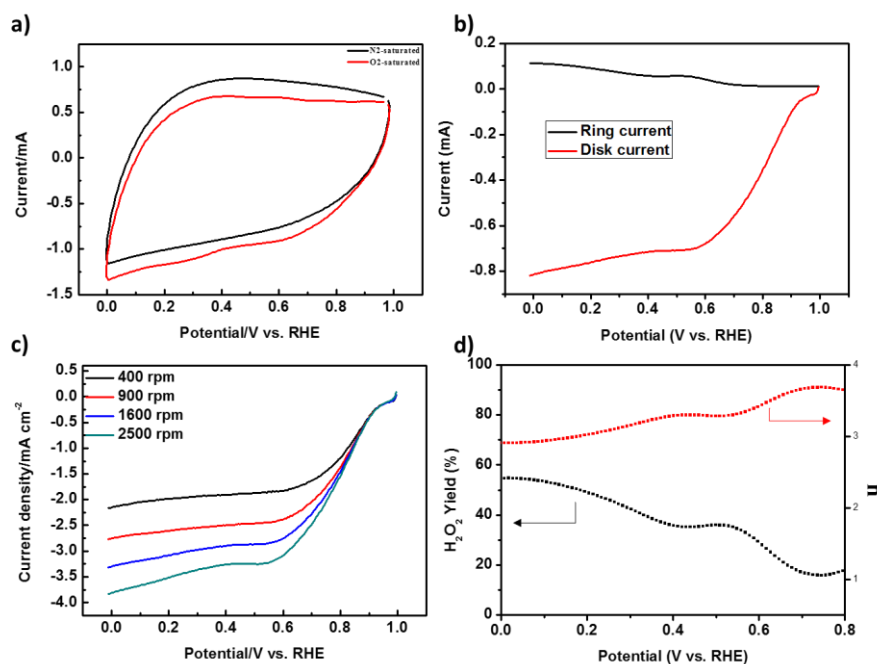 a)
N2-saturated
O2-saturated
1.5
1.0
0.5
0.0
-0.5
-1.0
-1.5
Current/mA
0.0
0.2
0.4
0.6
0.8
1.0
Potential/V vs. RHE
b)
0.2
0.0
-0.2
-0.4
-0.6
-0.8
Current (mA)
Ring current
Disk current
0.0
0.2
0.4
0.6
0.8
1.0
Potential (V vs. RHE)
c)
0.5
0.0
-0.5
-1.0
-1.5
-2.0
-2.5
-3.0
-3.5
-4.0
Current density/mA cm-2
400 rpm
900 rpm
1600 rpm
2500 rpm
0.0
0.2
0.4
0.6
0.8
1.0
Potential/V vs. RHE
d)
100
90
80
70
60
50
40
30
20
10
0
H2O2 Yield (%)
4
3
2
1
n
0.0
0.2
0.4
0.6
0.8
Potential (V vs. RHE)